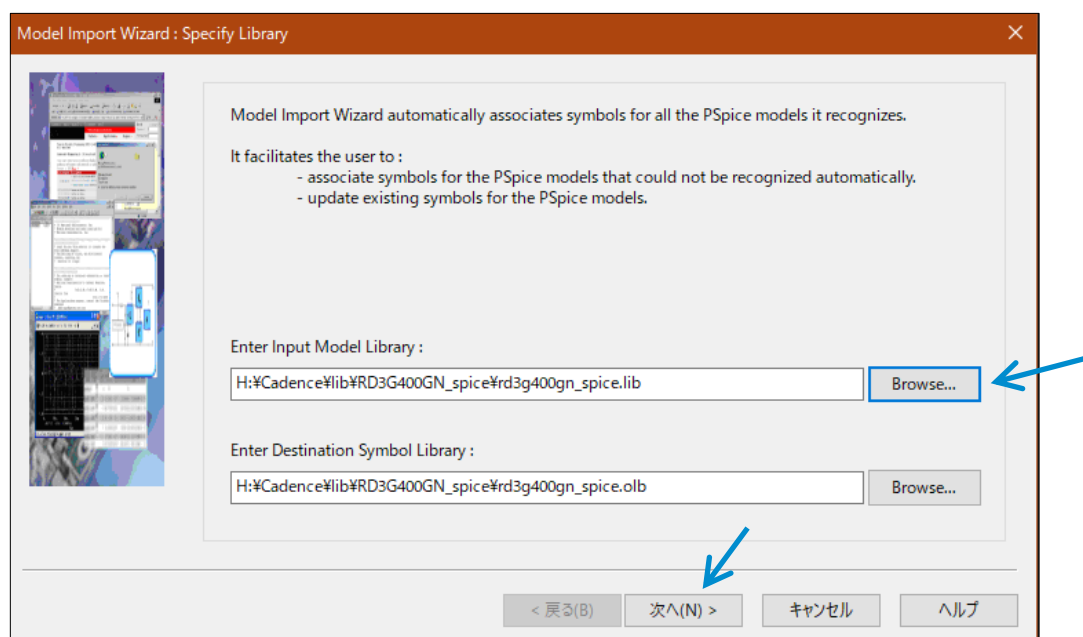 Model Import Wizard : Specify Library
Model Import Wizard automatically associates symbols for all the PSpice models it recognizes.
It facilitates the user to :
- associate symbols for the PSpice models that could not be recognized automatically.
- update existing symbols for the PSpice models.
Enter Input Model Library :
H:¥Cadence¥lib¥RD3G400GN_spice¥rd3g400gn_spice.lib
Browse...
Enter Destination Symbol Library :
H:¥Cadence¥lib¥RD3G400GN_spice¥rd3g400gn_spice.olb
Browse...
< 戻る(B) 次へ(N) > キャンセル ヘルプ